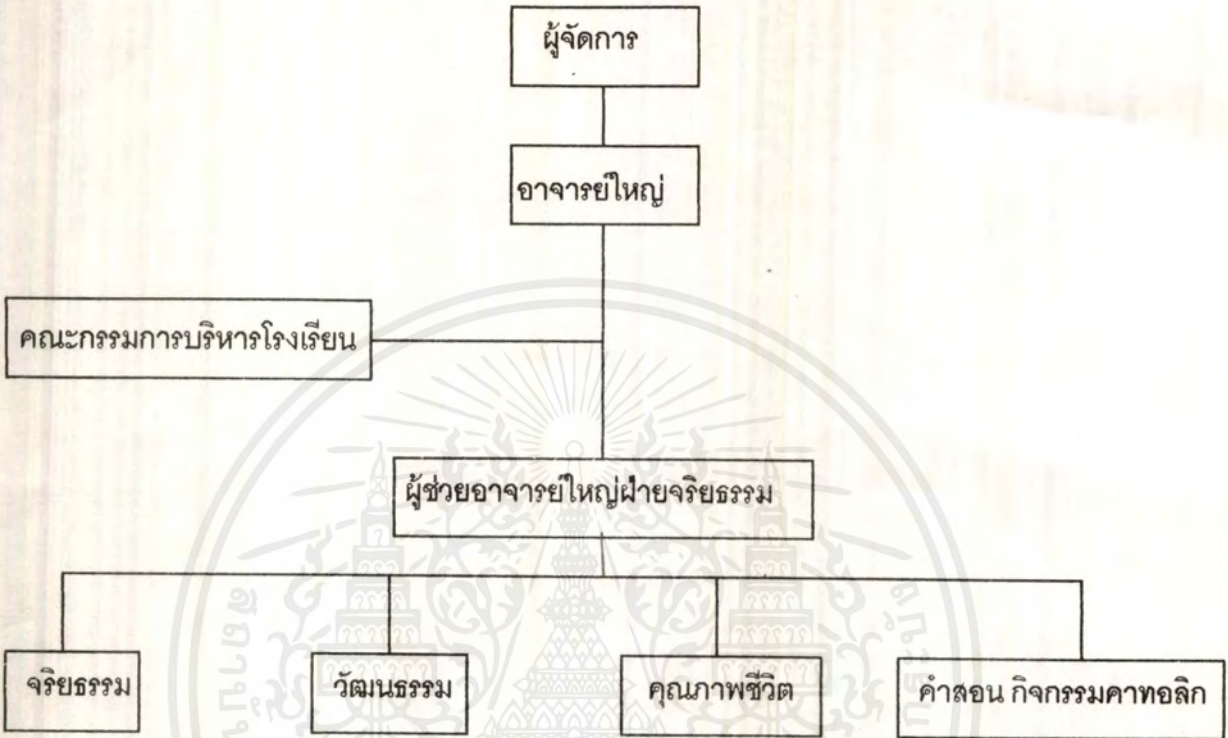 ผู้จัดการ
อาจารย์ใหญ่
คณะกรรมการบริหารโรงเรียน
ผู้ช่วยอาจารย์ใหญ่ฝ่ายจริยธรรม
จริยธรรม
วัฒนธรรม
คุณภาพชีวิต
คำสอน กิจกรรมคาทอลิก